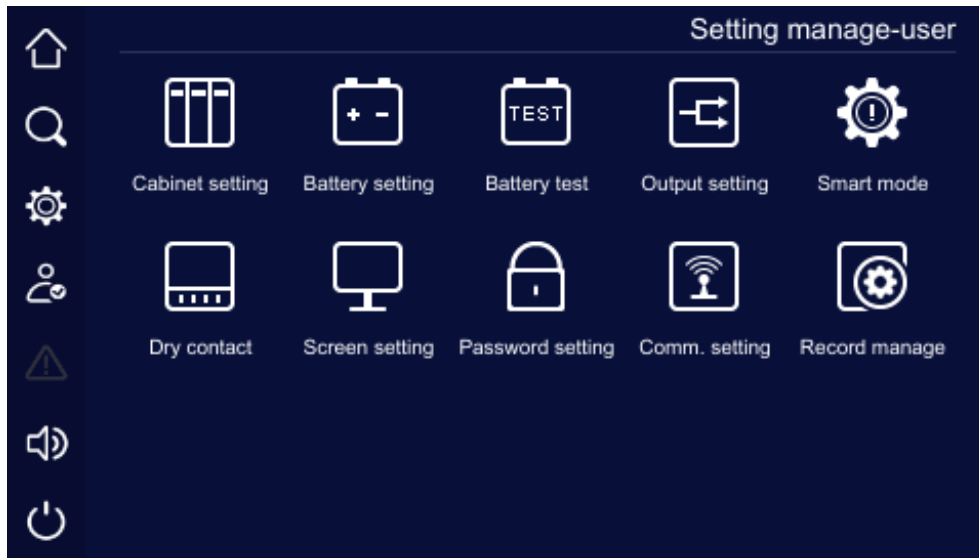 Setting manage-user
TEST
Cabinet setting Battery setting Battery test Output setting Smart mode
Dry contact Screen setting Password setting Comm. setting Record manage